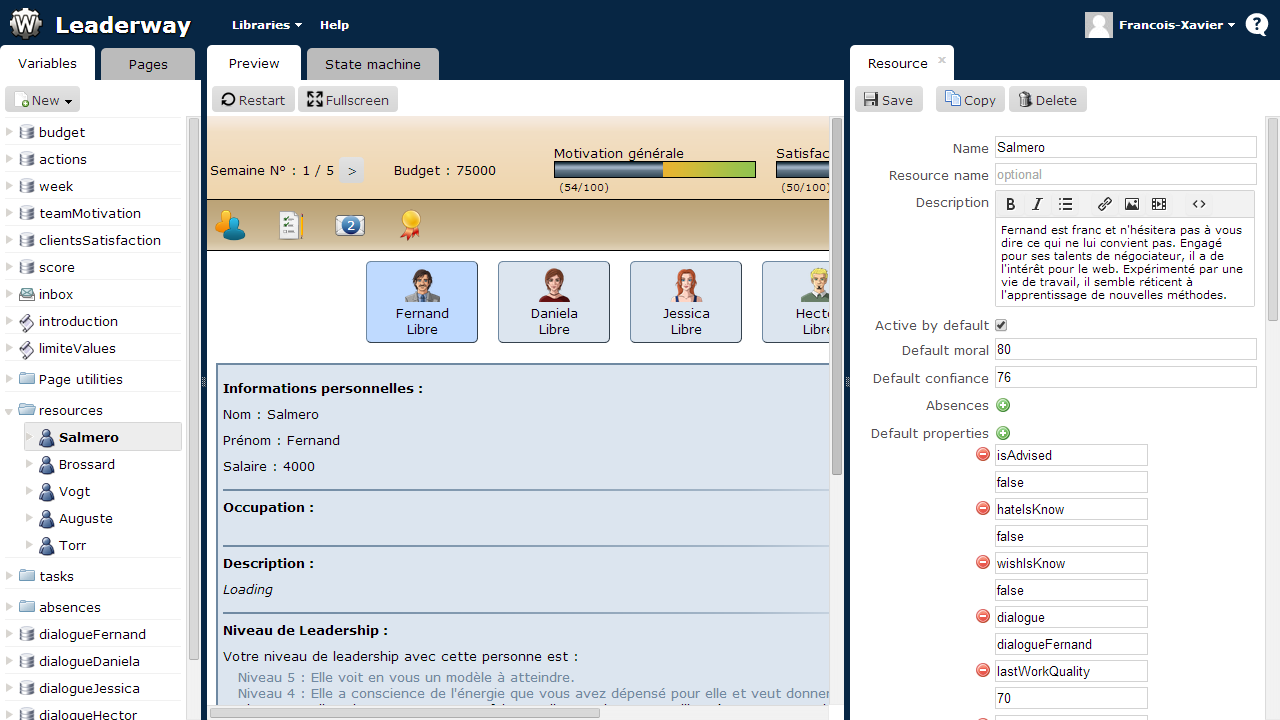 Leaderway
Libraries
Help
Francois-Xavier
Variables
Pages
New
budget
actions
week
teamMotivation
clientsSatisfaction
score
inbox
introduction
limiteValues
Page utilities
resources
Salmero
Brossard
Vogt
Auguste
Torr
tasks
absences
dialogueFernand
dialogueDaniela
dialogueJessica
dialogueHector
Preview
State machine
Restart
Fullscreen
Semaine N° : 1 / 5 >
Budget : 75000
Motivation générale
(54/100)
Satisfac
(50/100)
2
Fernand
Libre
Daniela
Libre
Jessica
Libre
Hecto
Libre
Informations personnelles :
Nom : Salmero
Prénom : Fernand
Salaire : 4000
Occupation :
Description :
Loading
Niveau de Leadership :
Votre niveau de leadership avec cette personne est :
Niveau 5 : Elle voit en vous un modèle à atteindre.
Niveau 4 : Elle a conscience de l'énergie que vous avez dépensé pour elle et veut donner
Resource x
Save
Copy
Delete
Name Salmero
Resource name optional
Description
B I
Fernand est franc et n'hésitera pas à vous
dire ce qui ne lui convient pas. Engagé
pour ses talents de négociateur, il a de
l'intérêt pour le web. Expérimenté par une
vie de travail, il semble réticent à
l'apprentissage de nouvelles méthodes.
Active by default
Default moral 80
Default confiance 76
Absences
Default properties
isAdvised
false
hateIsKnow
false
wishIsKnow
false
dialogue
dialogueFernand
lastWorkQuality
70